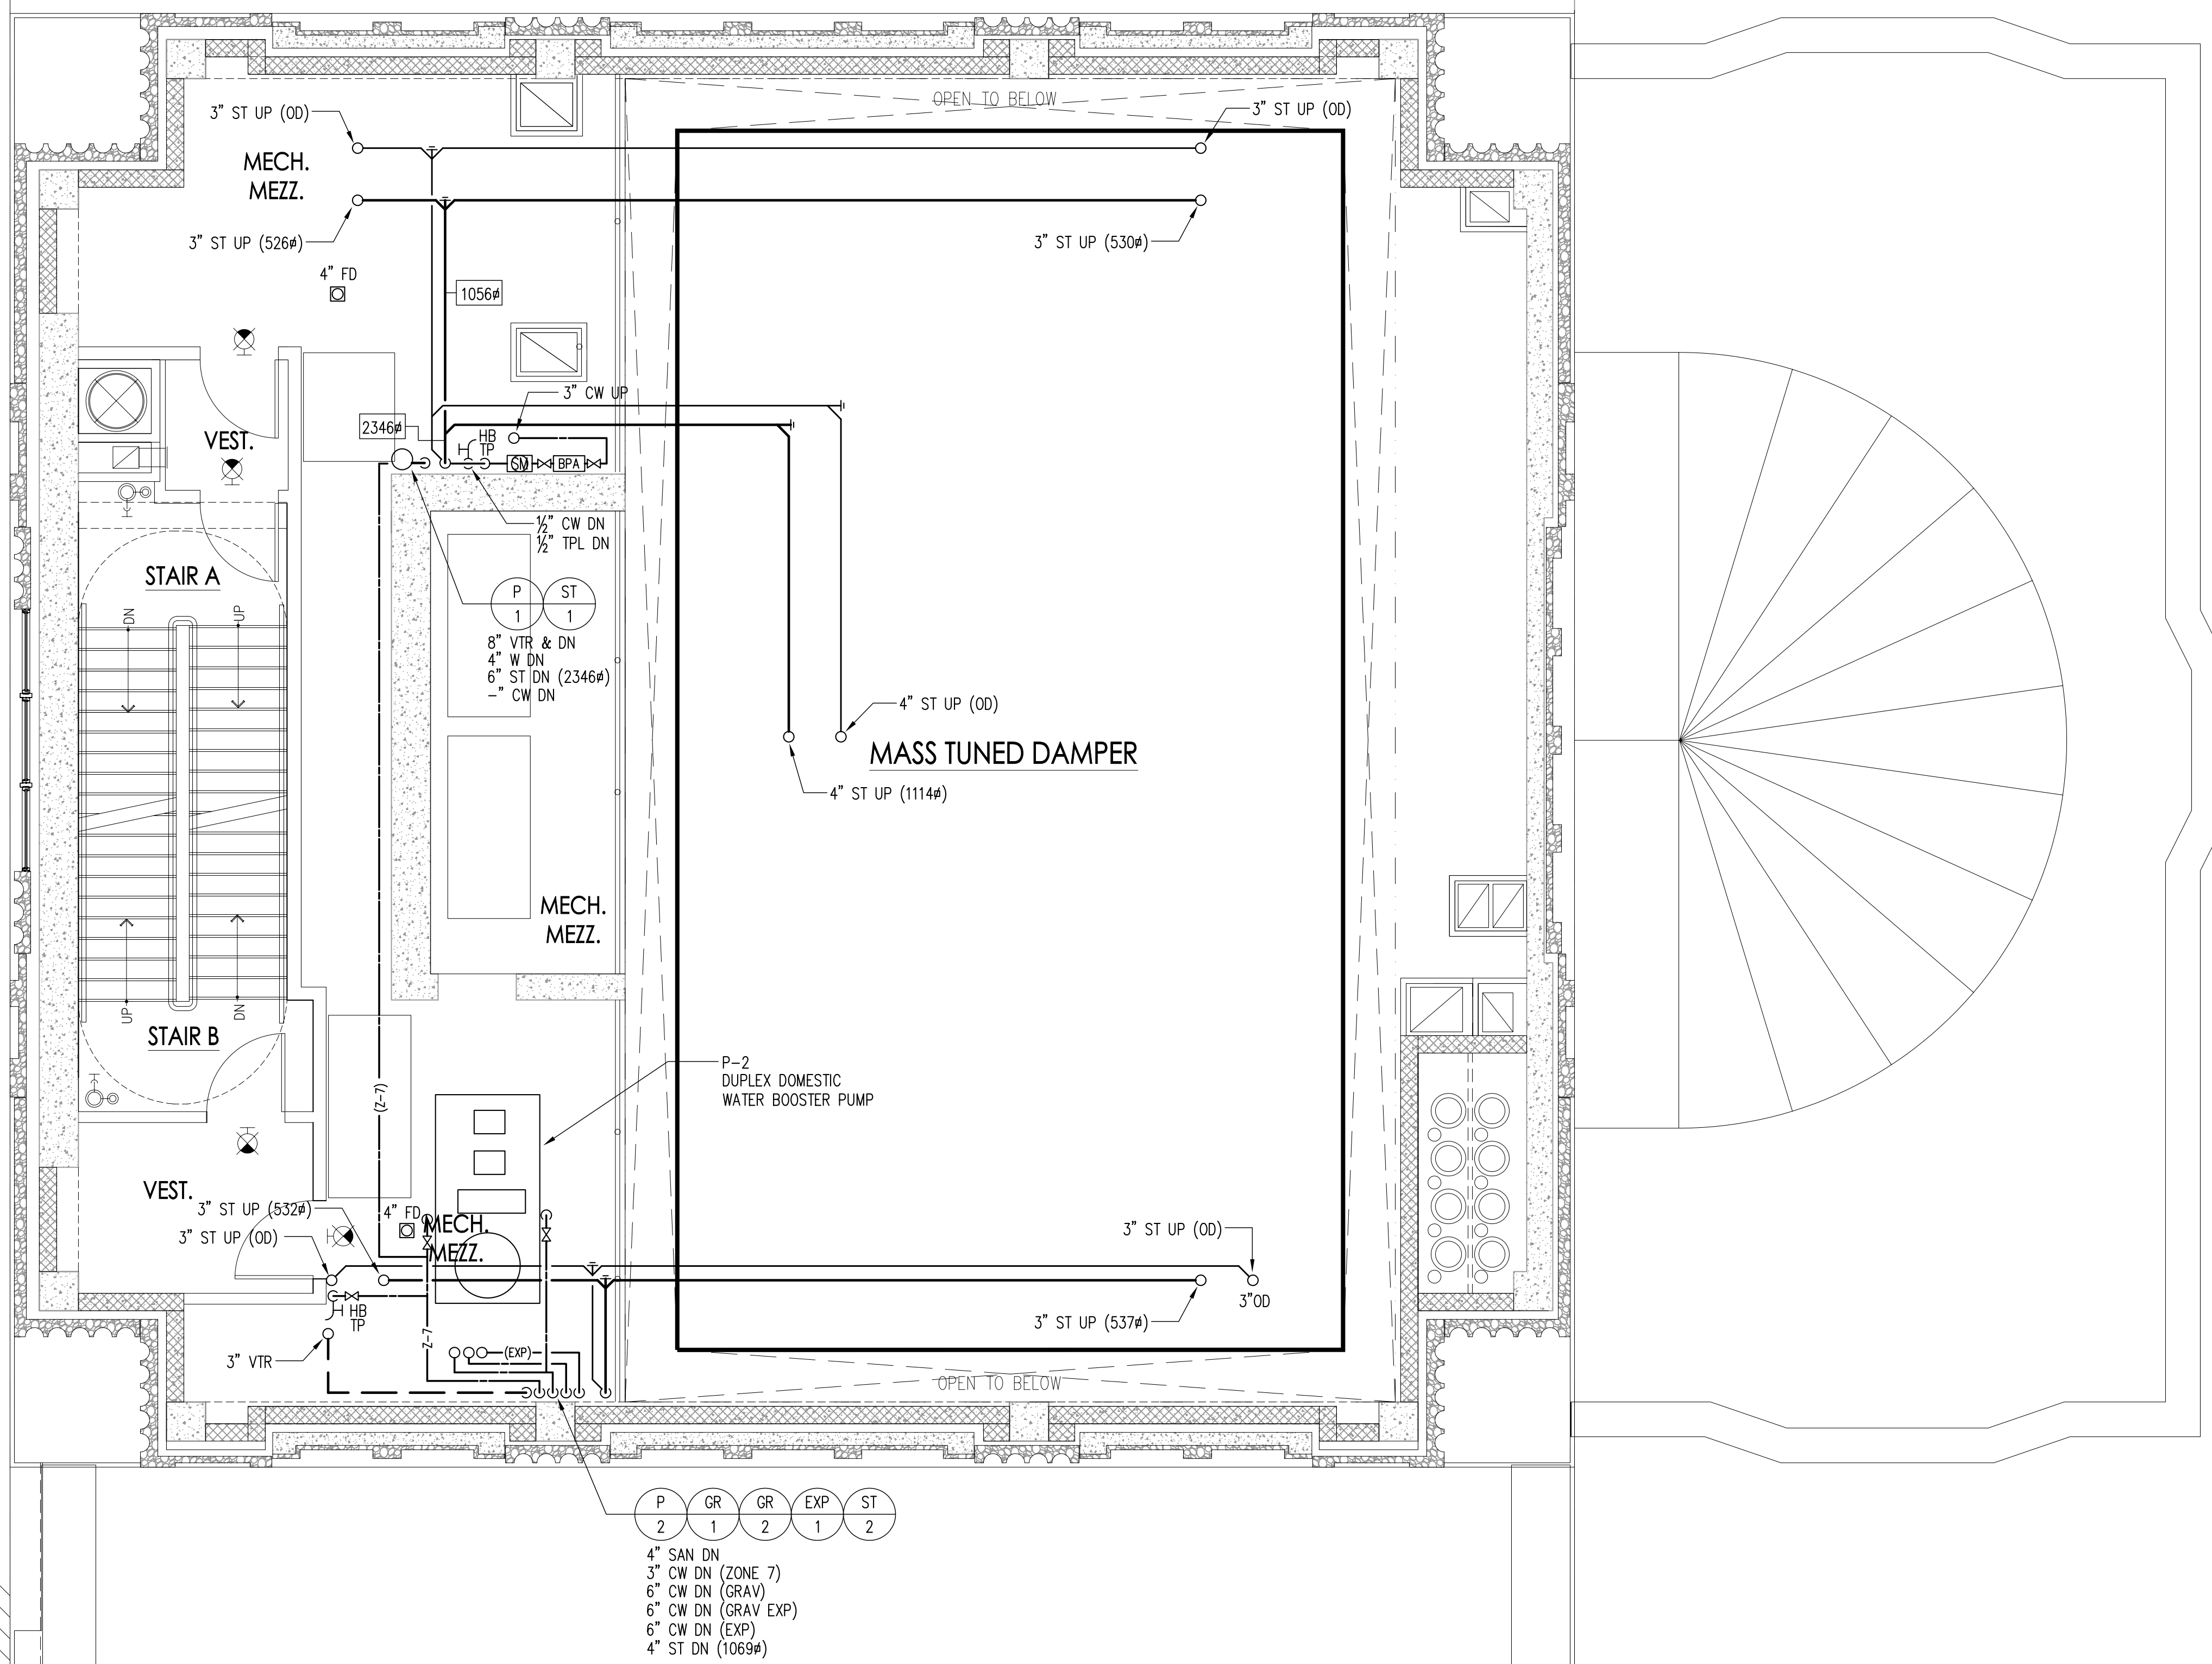 OPEN TO BELOW
3" ST UP (OD)
3" ST UP (OD)
MECH.
MEZZ.
3" ST UP (526ø)
3" ST UP (530ø)
4" FD
1056ø
3" CW UP
2346ø
HB
TP
VEST.
SM
BPA
½" CW DN
½" TPL DN
STAIR A
P
1
ST
1
DN
UP
8" VTR & DN
4" W DN
6" ST DN (2346ø)
–" CW DN
4" ST UP (OD)
MASS TUNED DAMPER
4" ST UP (1114ø)
MECH.
MEZZ.
UP
DN
STAIR B
P–2
DUPLEX DOMESTIC
WATER BOOSTER PUMP
(Z–7)
VEST.
3" ST UP (532ø)
4" FD
MECH.
MEZZ.
3" ST UP (OD)
3" ST UP (OD)
3"OD
HB
TP
3" ST UP (537ø)
Z–7
3" VTR
(EXP)
OPEN TO BELOW
P
2
GR
1
GR
2
EXP
1
ST
2
4" SAN DN
3" CW DN (ZONE 7)
6" CW DN (GRAV)
6" CW DN (GRAV EXP)
6" CW DN (EXP)
4" ST DN (1069ø)